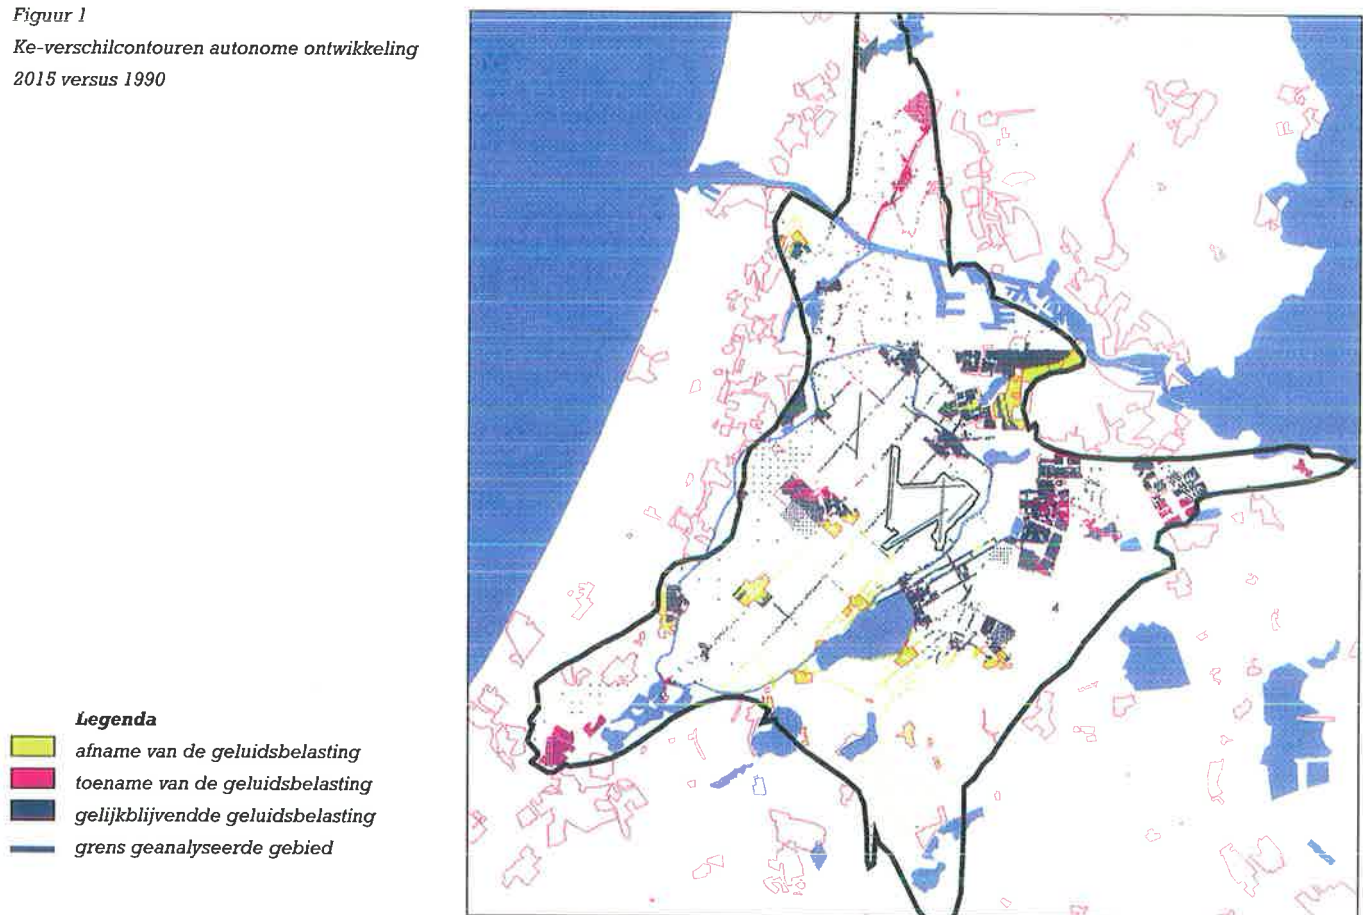 Figuur 1
Ke-verschilcontouren autonome ontwikkeling
2015 versus 1990
Legenda
afname van de geluidsbelasting
toename van de geluidsbelasting
gelijkblijvendde geluidsbelasting
grens geanalyseerde gebied